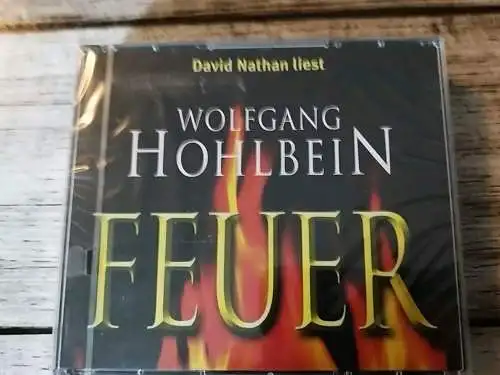 David Nathan liest
WOLFGANG
HOHLBEIN
FEUER